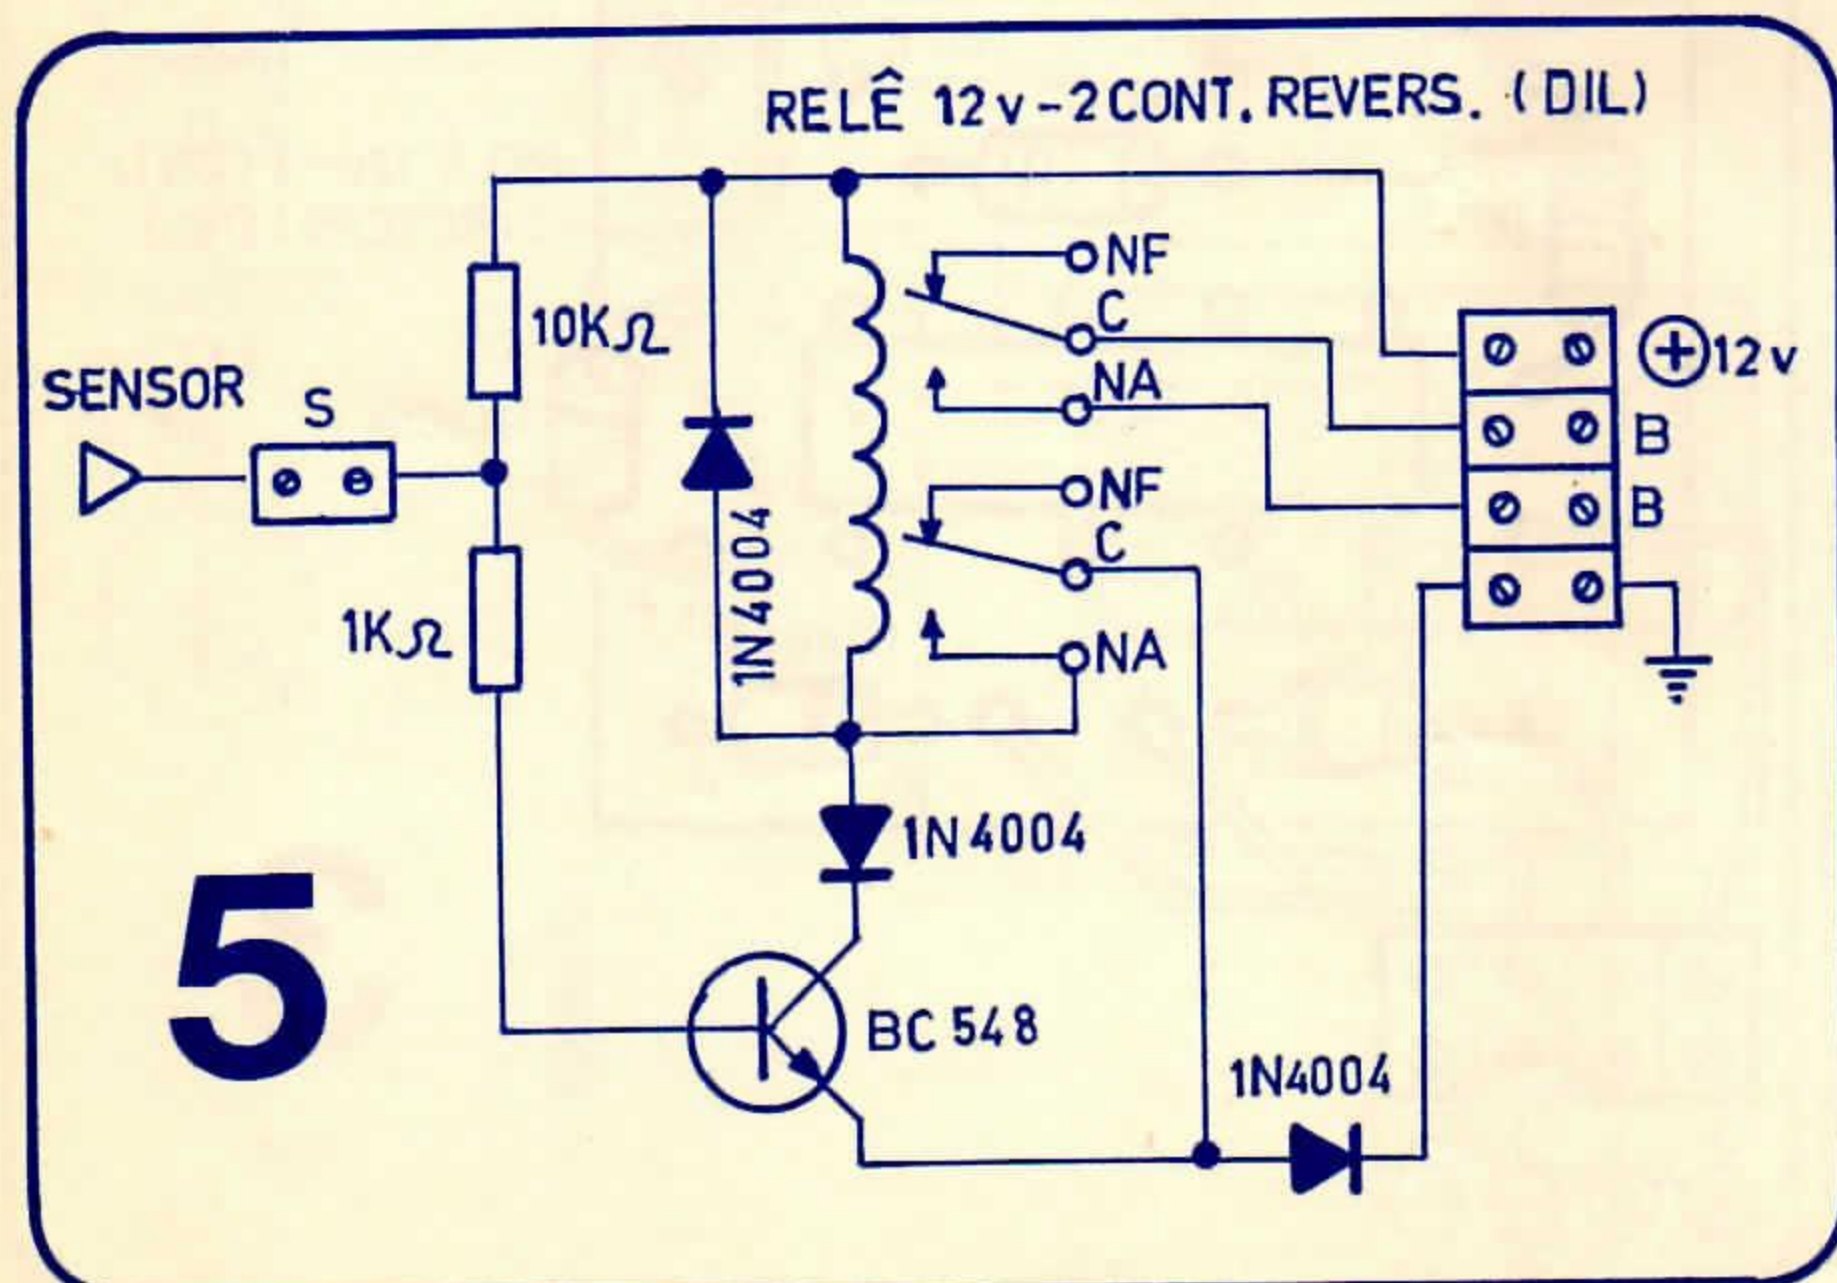 RELÊ 12v-2CONT. REVERS. (DIL)
NF
C
NA
10KΩ
SENSOR
S
+12v
B
B
NF
C
NA
1N4004
1KΩ
1N4004
5
BC548
1N4004